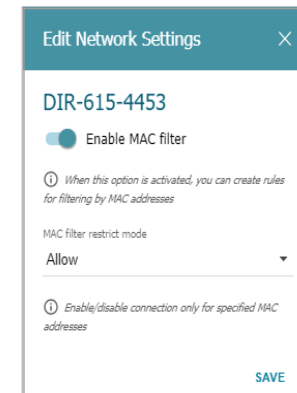 Edit Network Settings
DIR-615-4453
Enable MAC filter
When this option is activated, you can create rules
for filtering by MAC addresses
MAC filter restrict mode
Allow
Enable/disable connection only for specified MAC
addresses
SAVE